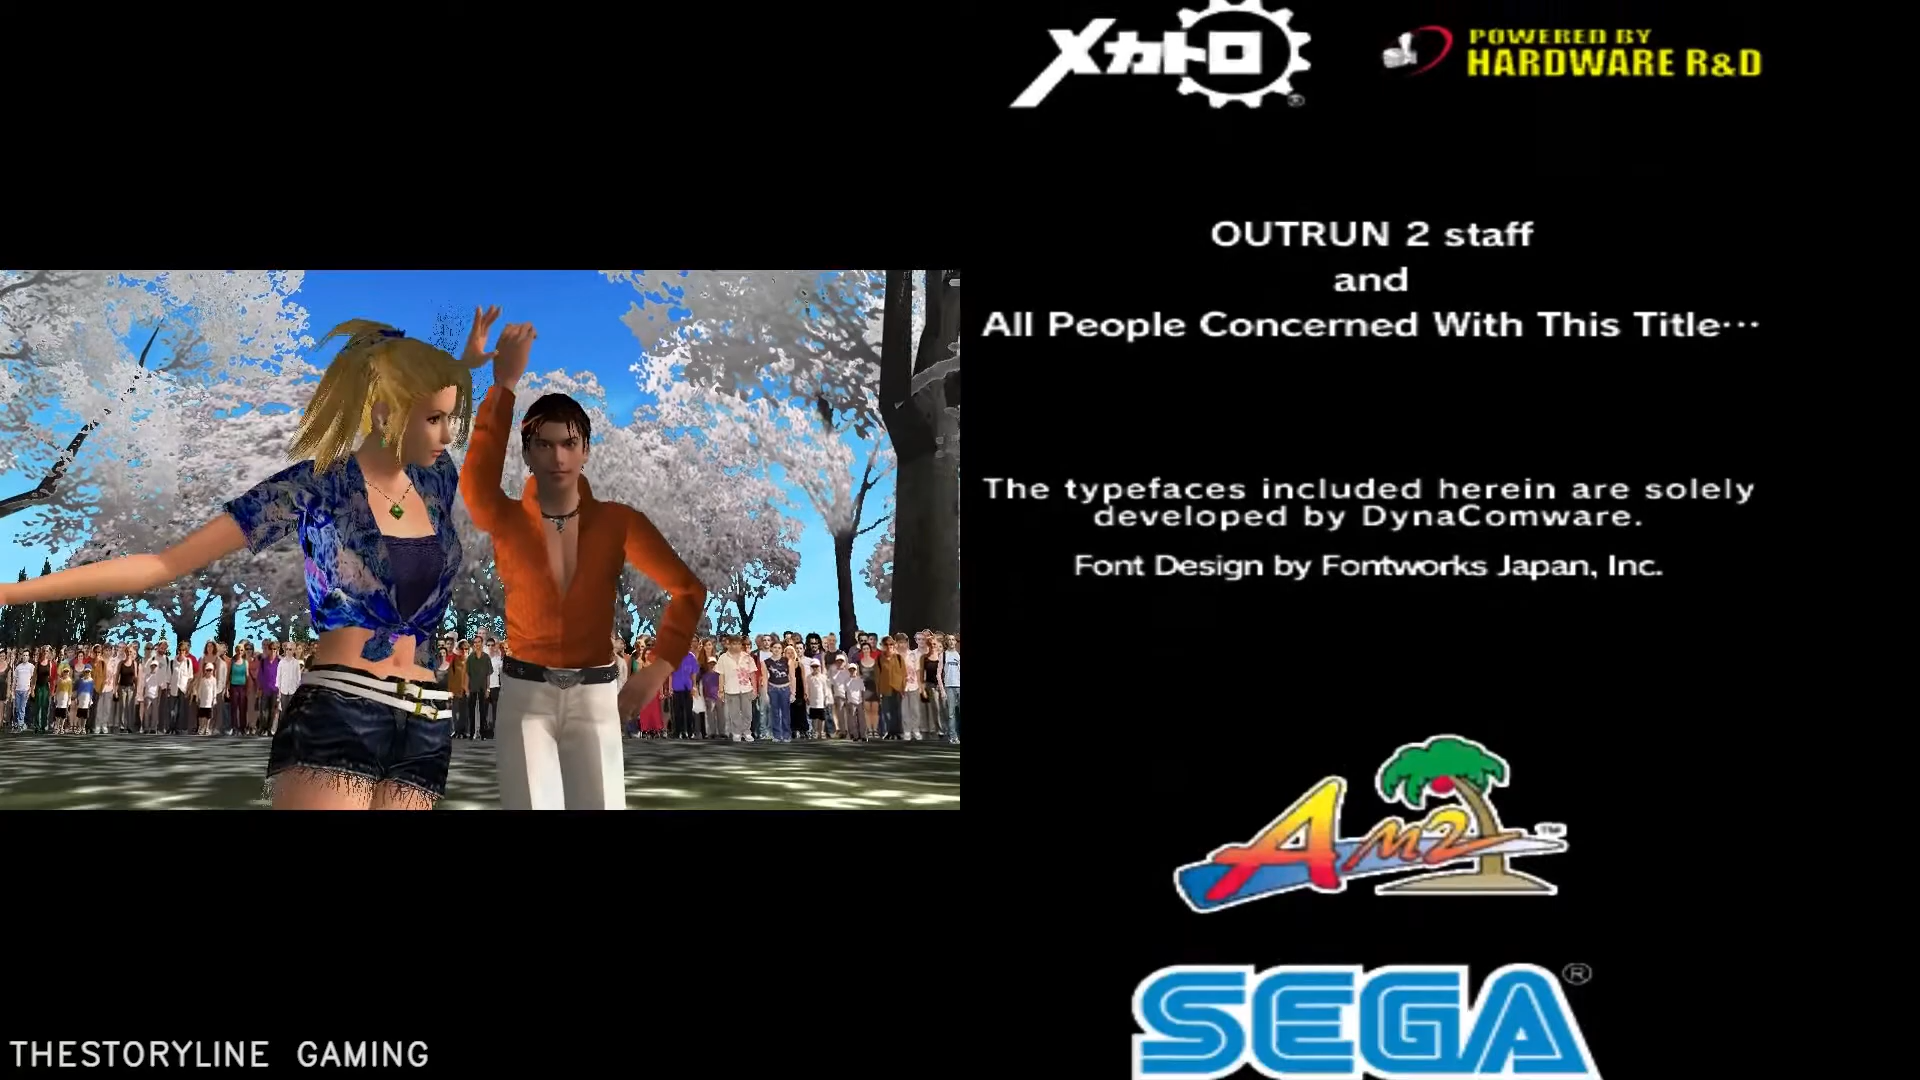 メカトロ
®
POWERED BY
HARDWARE R&D
OUTRUN 2 staff
and
All People Concerned With This Title…
The typefaces included herein are solely
developed by DynaComware.
Font Design by Fontworks Japan, Inc.
AM2 ™
SEGA ®
THESTORYLINE GAMING